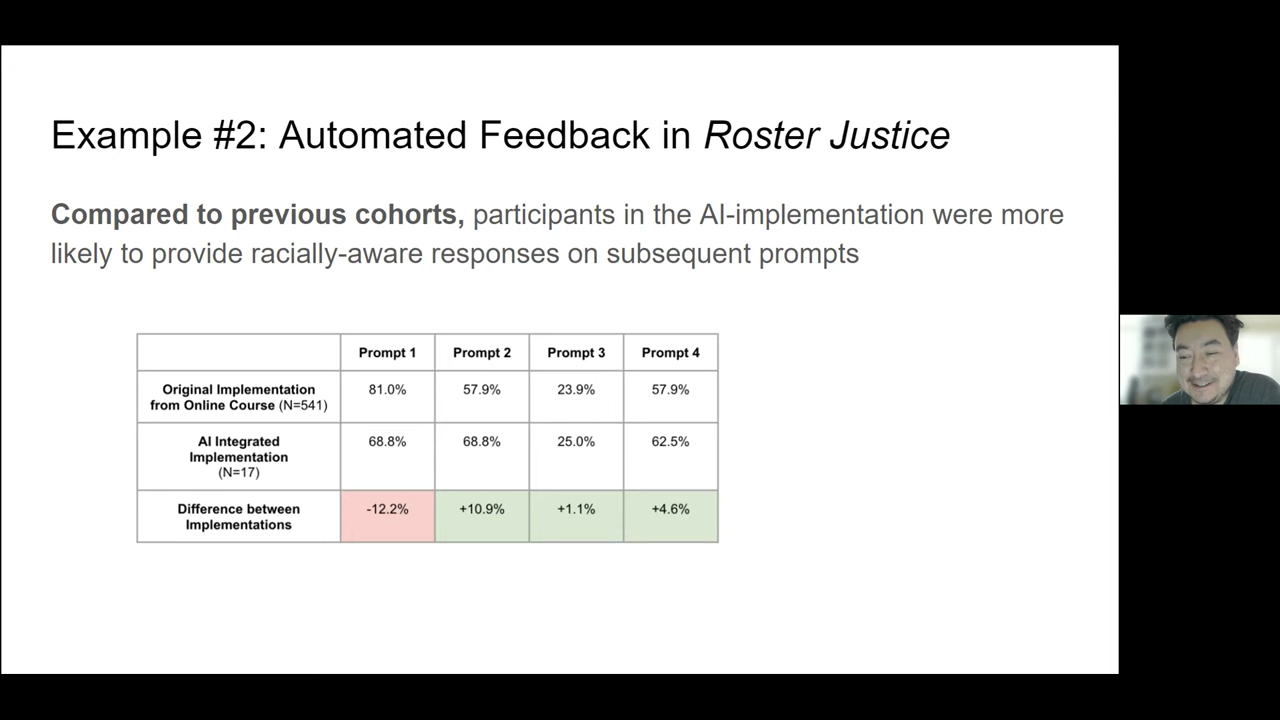 Example #2: Automated Feedback in Roster Justice
Compared to previous cohorts, participants in the AI-implementation were more
likely to provide racially-aware responses on subsequent prompts
Prompt 1 Prompt 2 Prompt 3 Prompt 4
Original Implementation
from Online Course (N=541)
81.0% 57.9% 23.9% 57.9%
AI Integrated
Implementation
(N=17)
68.8% 68.8% 25.0% 62.5%
Difference between
Implementations
-12.2% +10.9% +1.1% +4.6%